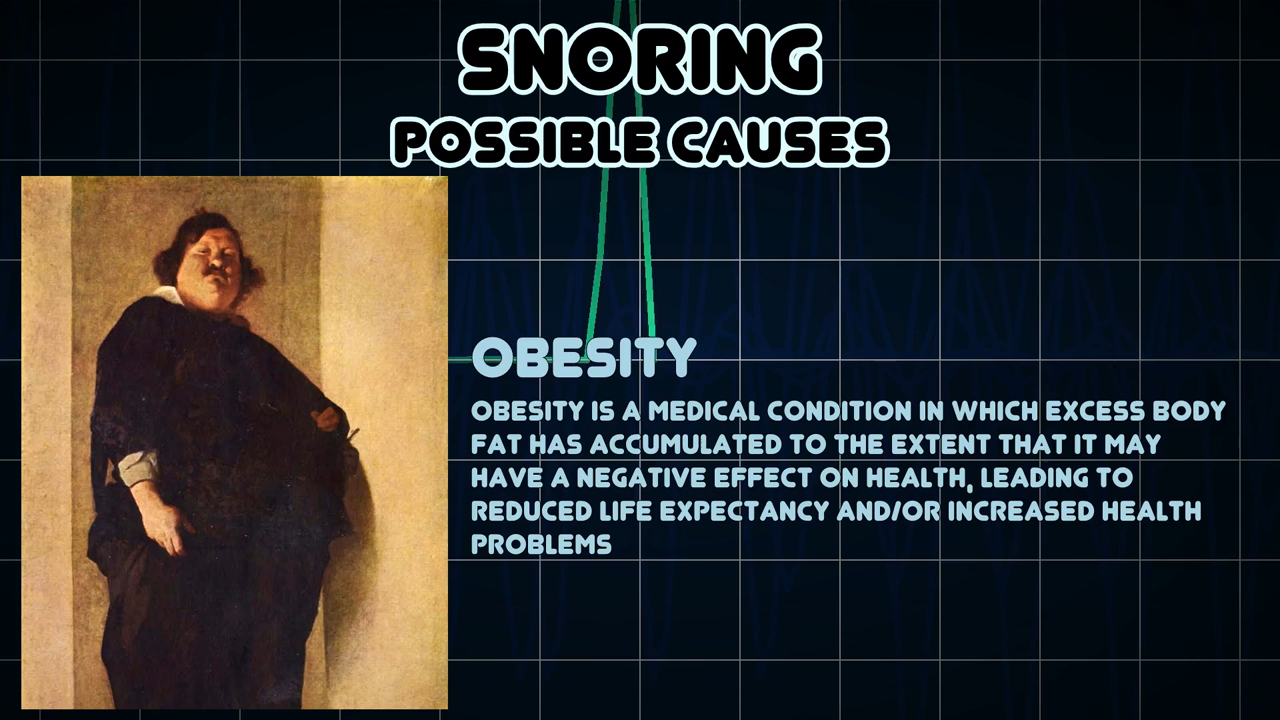 SNORING
POSSIBLE CAUSES
OBESITY
OBESITY IS A MEDICAL CONDITION IN WHICH EXCESS BODY
FAT HAS ACCUMULATED TO THE EXTENT THAT IT MAY
HAVE A NEGATIVE EFFECT ON HEALTH, LEADING TO
REDUCED LIFE EXPECTANCY AND/OR INCREASED HEALTH
PROBLEMS